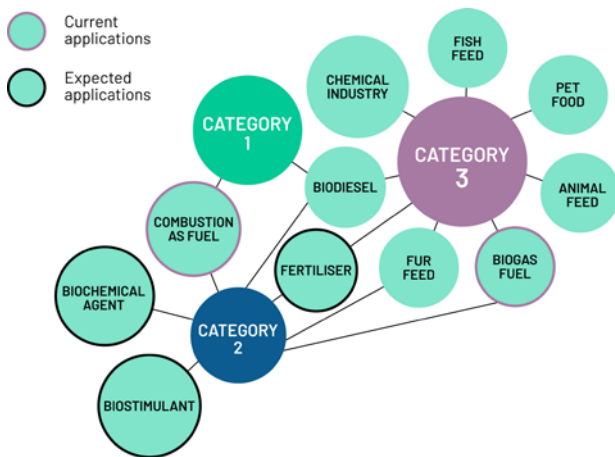 Current
applications
Expected
applications
FISH
FEED
CHEMICAL
INDUSTRY
PET
FOOD
CATEGORY
1
CATEGORY
3
BIODIESEL
ANIMAL
FEED
COMBUSTION
AS FUEL
FERTILISER
FUR
FEED
BIOGAS
FUEL
BIOCHEMICAL
AGENT
CATEGORY
2
BIOSTIMULANT